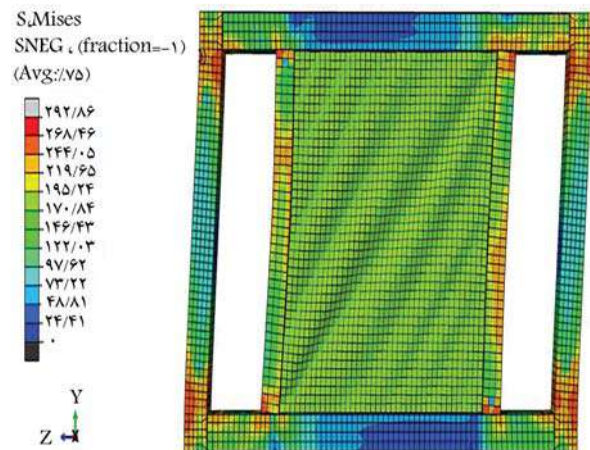 S،Mises
SNEG، (fraction=-۱)
(Avg:٪۷۵)
۲۹۲/۸۶
۲۶۸/۴۶
۲۴۴/۰۵
۲۱۹/۶۵
۱۹۵/۲۴
۱۷۰/۸۴
۱۴۶/۴۳
۱۲۲/۰۳
۹۷/۶۲
۷۳/۲۲
۴۸/۸۱
۲۴/۴۱
۰
Y
Z X